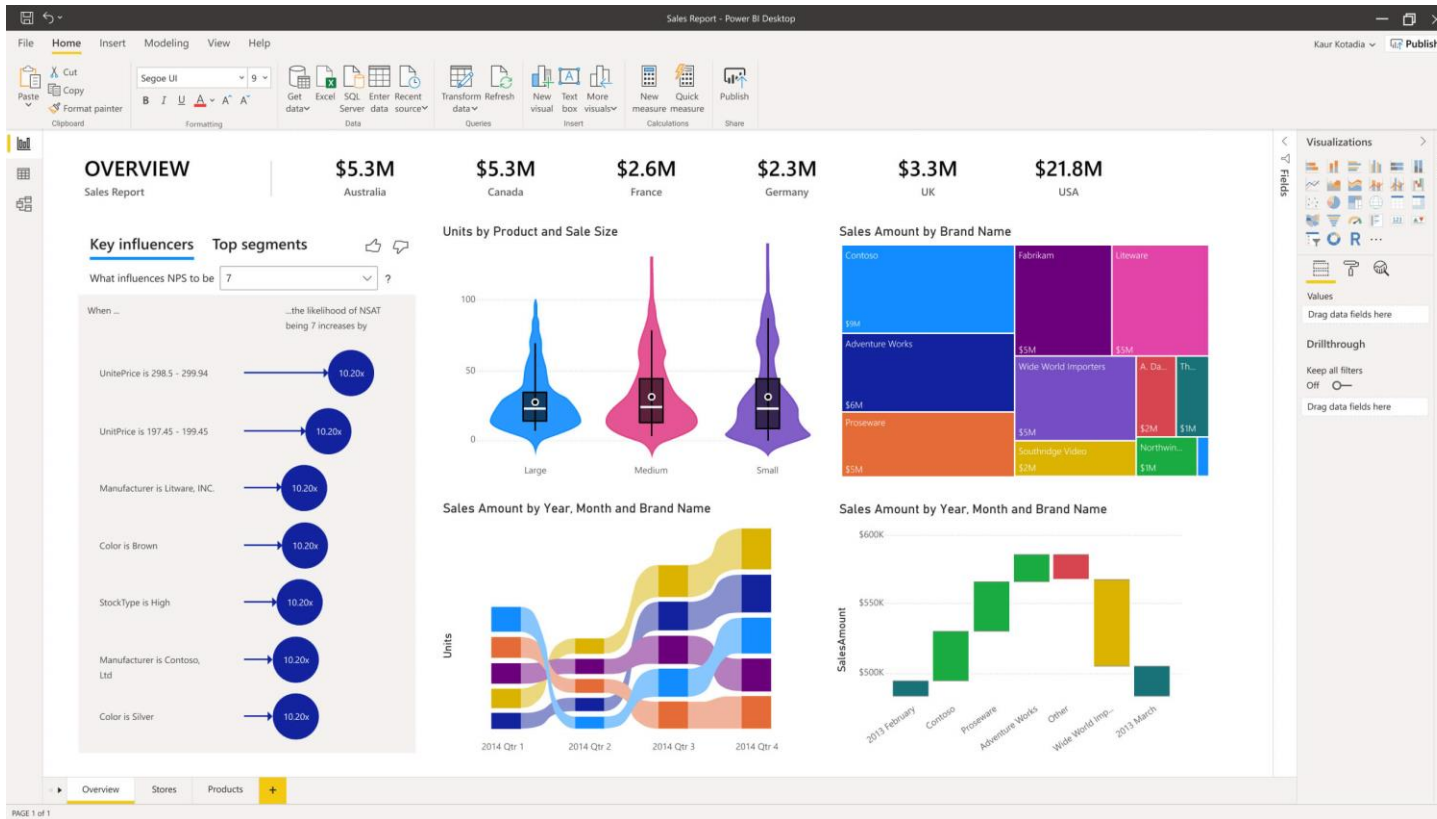 Sales Report - Power BI Desktop
File Home Insert Modeling View Help
Kaur Kotadia
Publish
Paste
Cut
Copy
Format painter
Clipboard
Segoe UI 9
B I U A A A
Formatting
Get data
Excel
SQL Server
Enter data
Recent source
Data
Transform data
Refresh
Queries
New visual
Text box
More visuals
Insert
New measure
Quick measure
Calculations
Publish
Share
OVERVIEW
Sales Report
$5.3M
Australia
$5.3M
Canada
$2.6M
France
$2.3M
Germany
$3.3M
UK
$21.8M
USA
Key influencers Top segments
What influences NPS to be 7 ?
When ...
...the likelihood of NSAT
being 7 increases by
UnitePrice is 298.5 - 299.94
10.20x
UnitPrice is 197.45 - 199.45
10.20x
Manufacturer is Litware, INC.
10.20x
Color is Brown
10.20x
StockType is High
10.20x
Manufacturer is Contoso,
Ltd
10.20x
Color is Silver
10.20x
Units by Product and Sale Size
100
50
0
Large Medium Small
Sales Amount by Brand Name
Contoso
$9M
Adventure Works
$6M
Proseware
$5M
Fabrikam
$5M
Liteware
$5M
Wide World Importers
$5M
A. Da...
$2M
Th...
$1M
Southridge Video
$2M
Northwin...
$1M
Sales Amount by Year, Month and Brand Name
Units
2014 Qtr 1 2014 Qtr 2 2014 Qtr 3 2014 Qtr 4
Sales Amount by Year, Month and Brand Name
SalesAmount
$600K
$550K
$500K
2013 February
Contoso
Proseware
Adventure Works
Other
Wide World Imp...
2013 March
Fields
Visualizations
R ...
Values
Drag data fields here
Drillthrough
Keep all filters
Off
Drag data fields here
Overview Stores Products +
PAGE 1 of 1